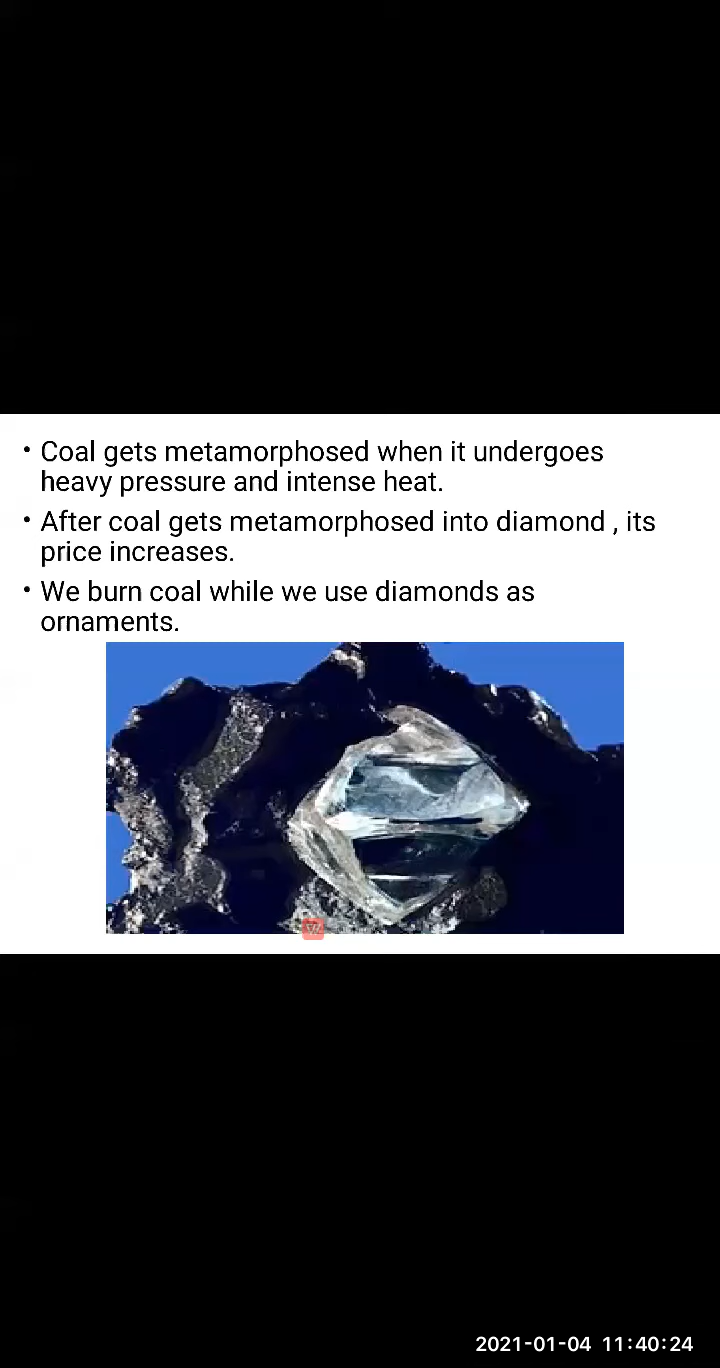 • Coal gets metamorphosed when it undergoes
heavy pressure and intense heat.
• After coal gets metamorphosed into diamond , its
price increases.
• We burn coal while we use diamonds as
ornaments.
W
2021-01-04 11:40:24